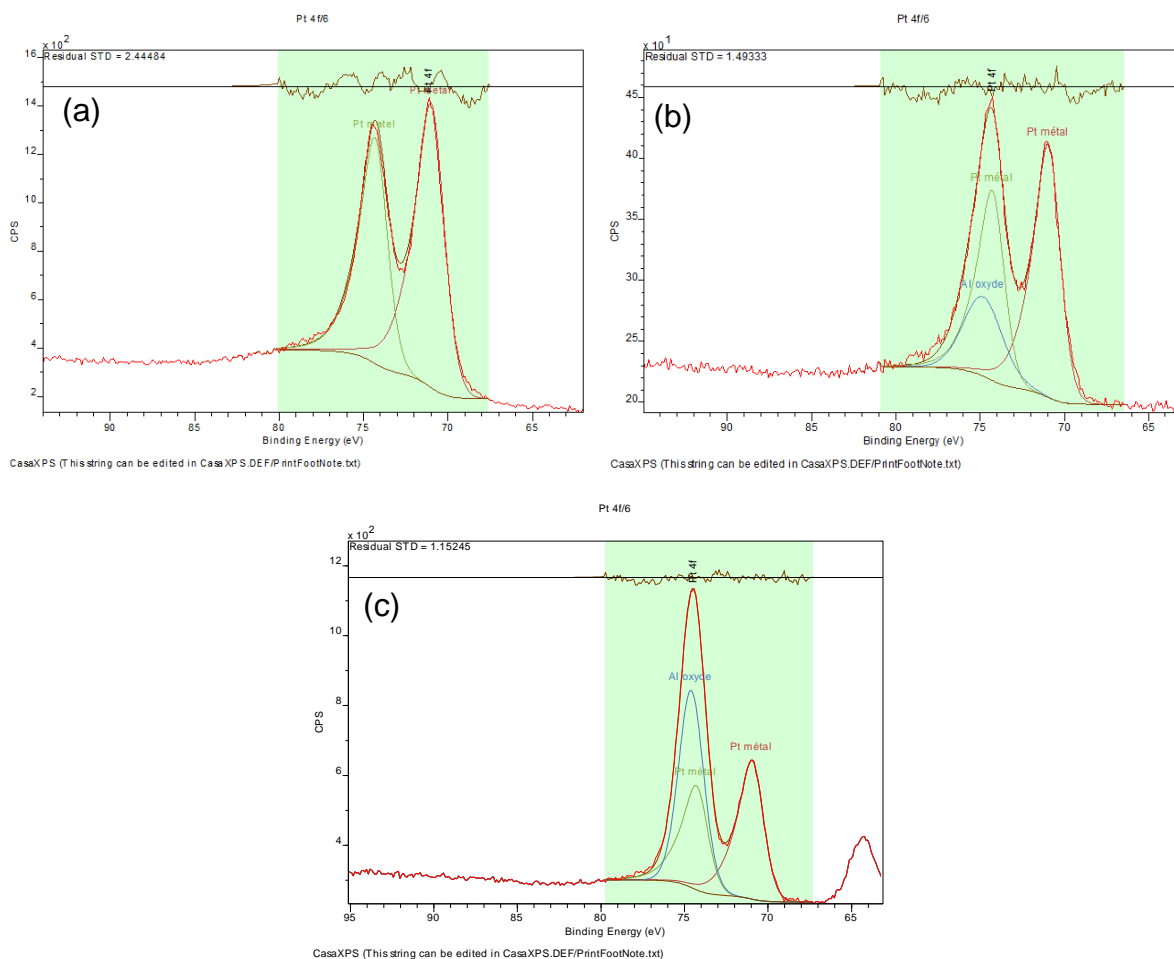 Pt 4f/6
x 10^2
Residual STD = 2.44484
(a)
Pt 4f
Pt métal
Pt métal
16
14
12
10
8
6
4
2
CPS
90
85
80
75
70
65
Binding Energy (eV)
CasaXPS (This string can be edited in CasaXPS.DEF/PrintFootNote.txt)
Pt 4f/6
x 10^1
Residual STD = 1.49333
(b)
Pt 4f
Pt métal
Pt métal
Al oxyde
45
40
35
30
25
20
CPS
90
85
80
75
70
65
Binding Energy (eV)
CasaXPS (This string can be edited in CasaXPS.DEF/PrintFootNote.txt)
Pt 4f/6
x 10^2
Residual STD = 1.15245
(c)
Pt 4f
Al oxyde
Pt métal
Pt métal
12
10
8
6
4
CPS
95
90
85
80
75
70
65
Binding Energy (eV)
CasaXPS (This string can be edited in CasaXPS.DEF/PrintFootNote.txt)